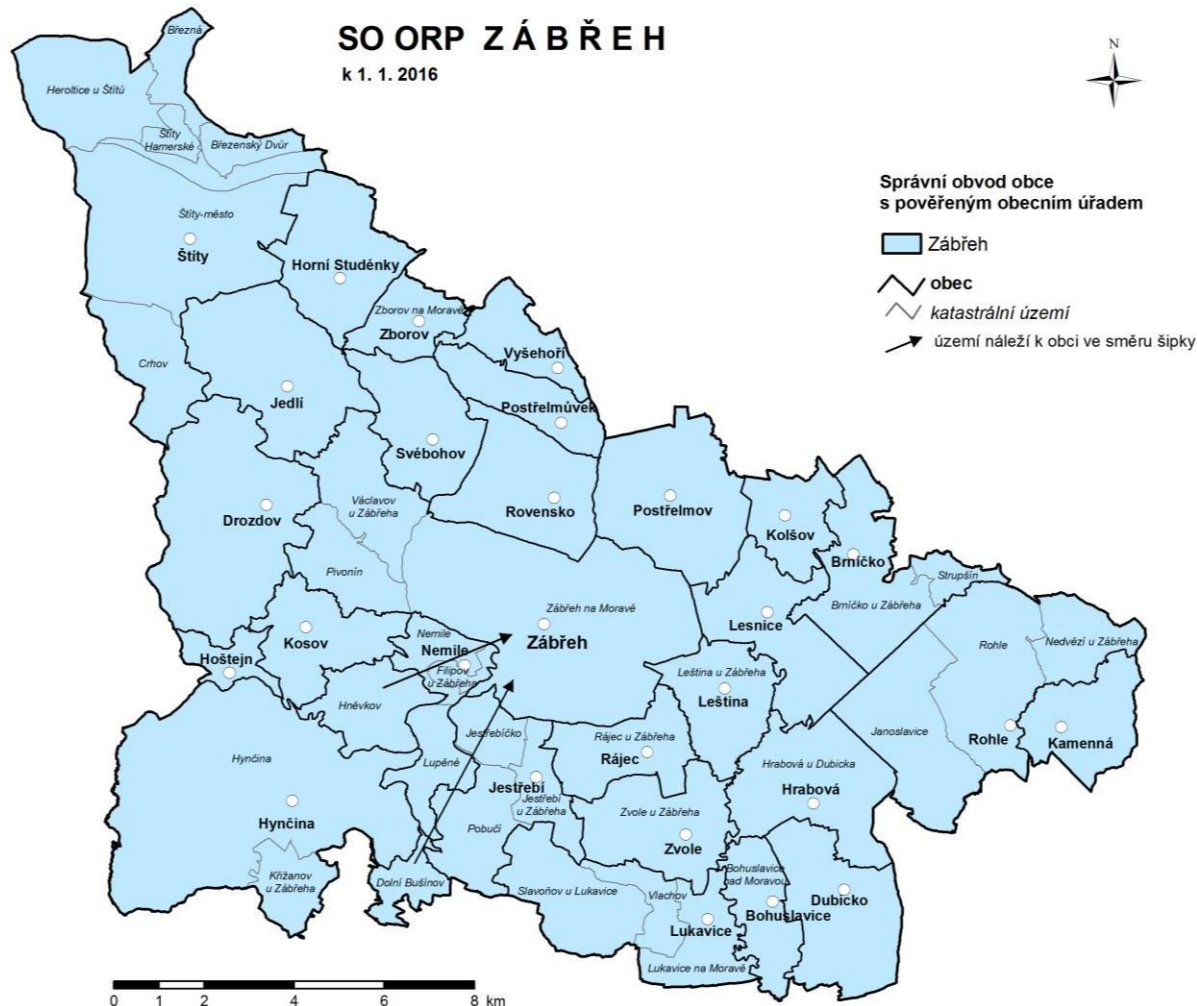 SO ORP ZÁBŘEH
k 1. 1. 2016
N
Správní obvod obce
s pověřeným obecním úřadem
Zábřeh
obec
katastrální území
území náleží k obci ve směru šipky
Březná
Heroltice u Štítů
Štíty
Hamerské
Březenský Dvůr
Štíty-město
Štíty
Horní Studénky
Zborov na Moravě
Zborov
Vyšehoří
Crhov
Jedlí
Postřelmůvek
Svébohov
Václavov
u Zábřeha
Drozdov
Rovensko
Postřelmov
Kolšov
Brníčko
Pivonín
Strupšín
Brníčko u Zábřeha
Zábřeh na Moravě
Zábřeh
Lesnice
Kosov
Nemile
Nemile
Filipov
u Zábřeha
Rohle
Nedvězí u Zábřeha
Hoštejn
Leština u Zábřeha
Leština
Hněvkov
Janoslavice
Rohle
Kamenná
Jestřebíčko
Rájec u Zábřeha
Rájec
Hynčina
Lupěné
Hrabová u Dubicka
Hrabová
Jestřebí
Jestřebí
u Zábřeha
Hynčina
Pobučí
Zvole u Zábřeha
Zvole
Křižanov
u Zábřeha
Dolní Bušínov
Slavoňov u Lukavice
Vlachov
Bohuslavice
nad Moravou
Bohuslavice
Dubicko
Lukavice
Lukavice na Moravě
0 1 2 4 6 8 km